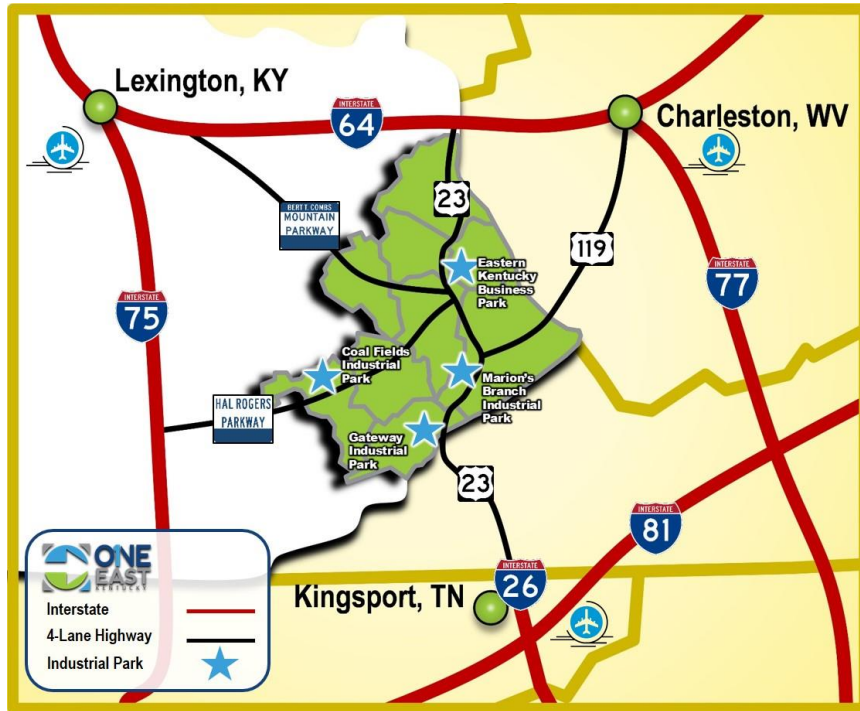 Lexington, KY
INTERSTATE
64
Charleston, WV
BERT T. COMBS
MOUNTAIN
PARKWAY
23
119
Eastern
Kentucky
Business
Park
INTERSTATE
75
INTERSTATE
77
Coal Fields
Industrial
Park
Marion's
Branch
Industrial
Park
HAL ROGERS
PARKWAY
Gateway
Industrial
Park
23
INTERSTATE
81
INTERSTATE
26
Kingsport, TN
ONE
EAST
KENTUCKY
Interstate
4-Lane Highway
Industrial Park